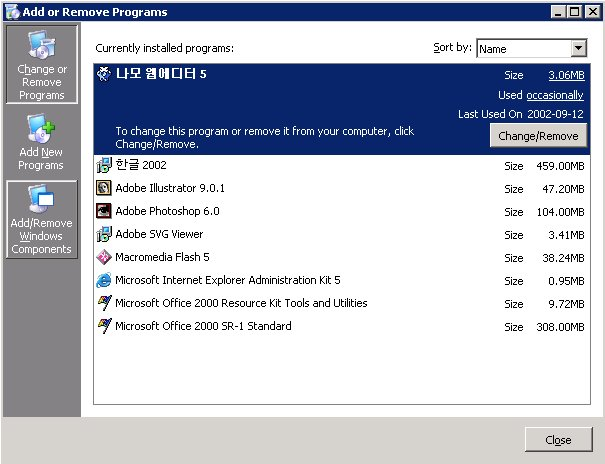 Add or Remove Programs
Change or
Remove
Programs
Add New
Programs
Add/Remove
Windows
Components
Currently installed programs:
Sort by: Name
나모 웹에디터 5 Size 3.06MB
Used occasionally
Last Used On 2002-09-12
To change this program or remove it from your computer, click
Change/Remove.
Change/Remove
한글 2002 Size 459.00MB
Adobe Illustrator 9.0.1 Size 47.20MB
Adobe Photoshop 6.0 Size 104.00MB
Adobe SVG Viewer Size 3.41MB
Macromedia Flash 5 Size 38.24MB
Microsoft Internet Explorer Administration Kit 5 Size 0.95MB
Microsoft Office 2000 Resource Kit Tools and Utilities Size 9.72MB
Microsoft Office 2000 SR-1 Standard Size 308.00MB
Close